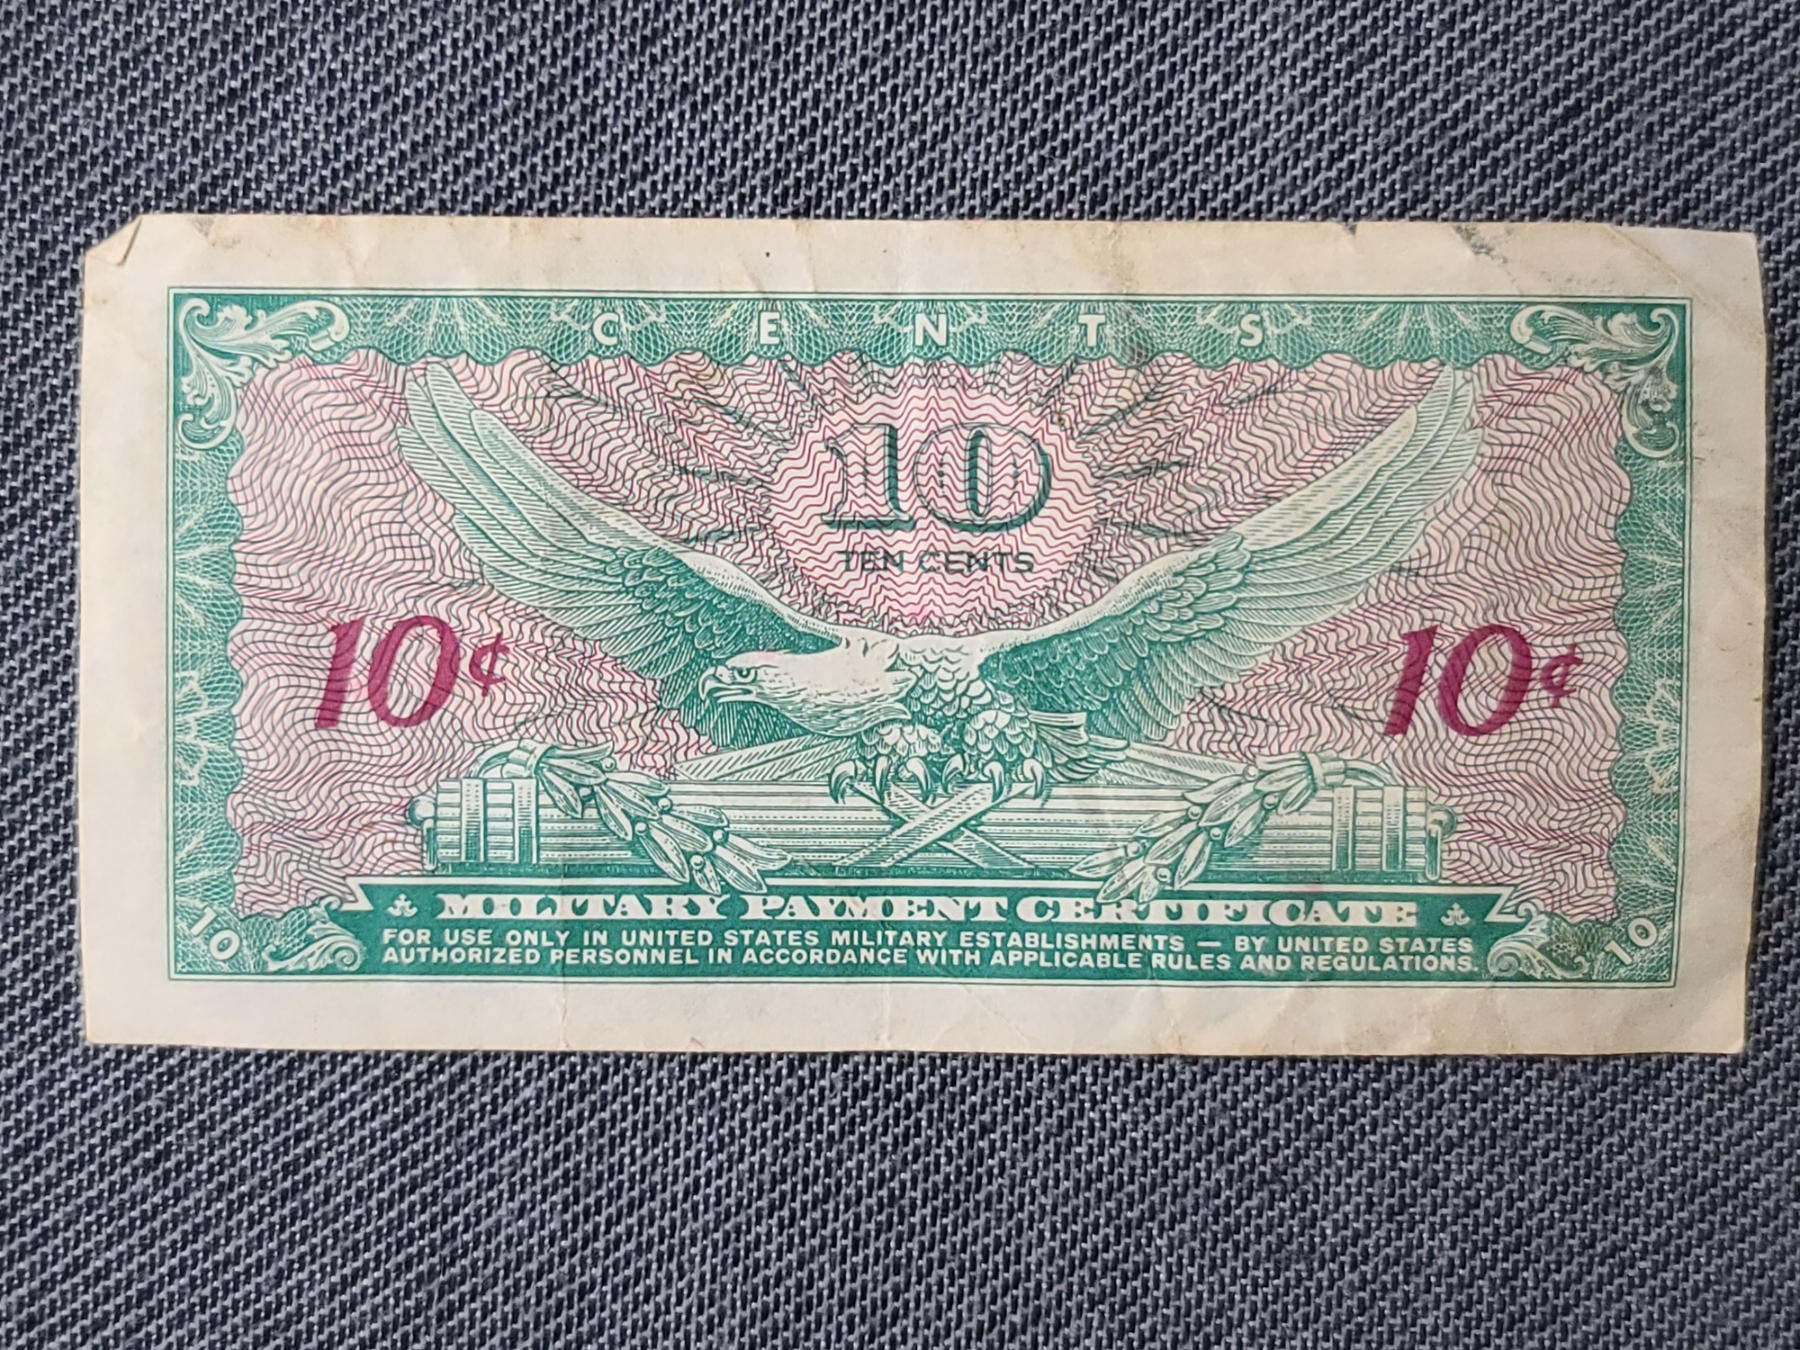 CENTS
10
TEN CENTS
10¢ 10¢
MILITARY PAYMENT CERTIFICATE
FOR USE ONLY IN UNITED STATES MILITARY ESTABLISHMENTS — BY UNITED STATES
AUTHORIZED PERSONNEL IN ACCORDANCE WITH APPLICABLE RULES AND REGULATIONS.
10 10